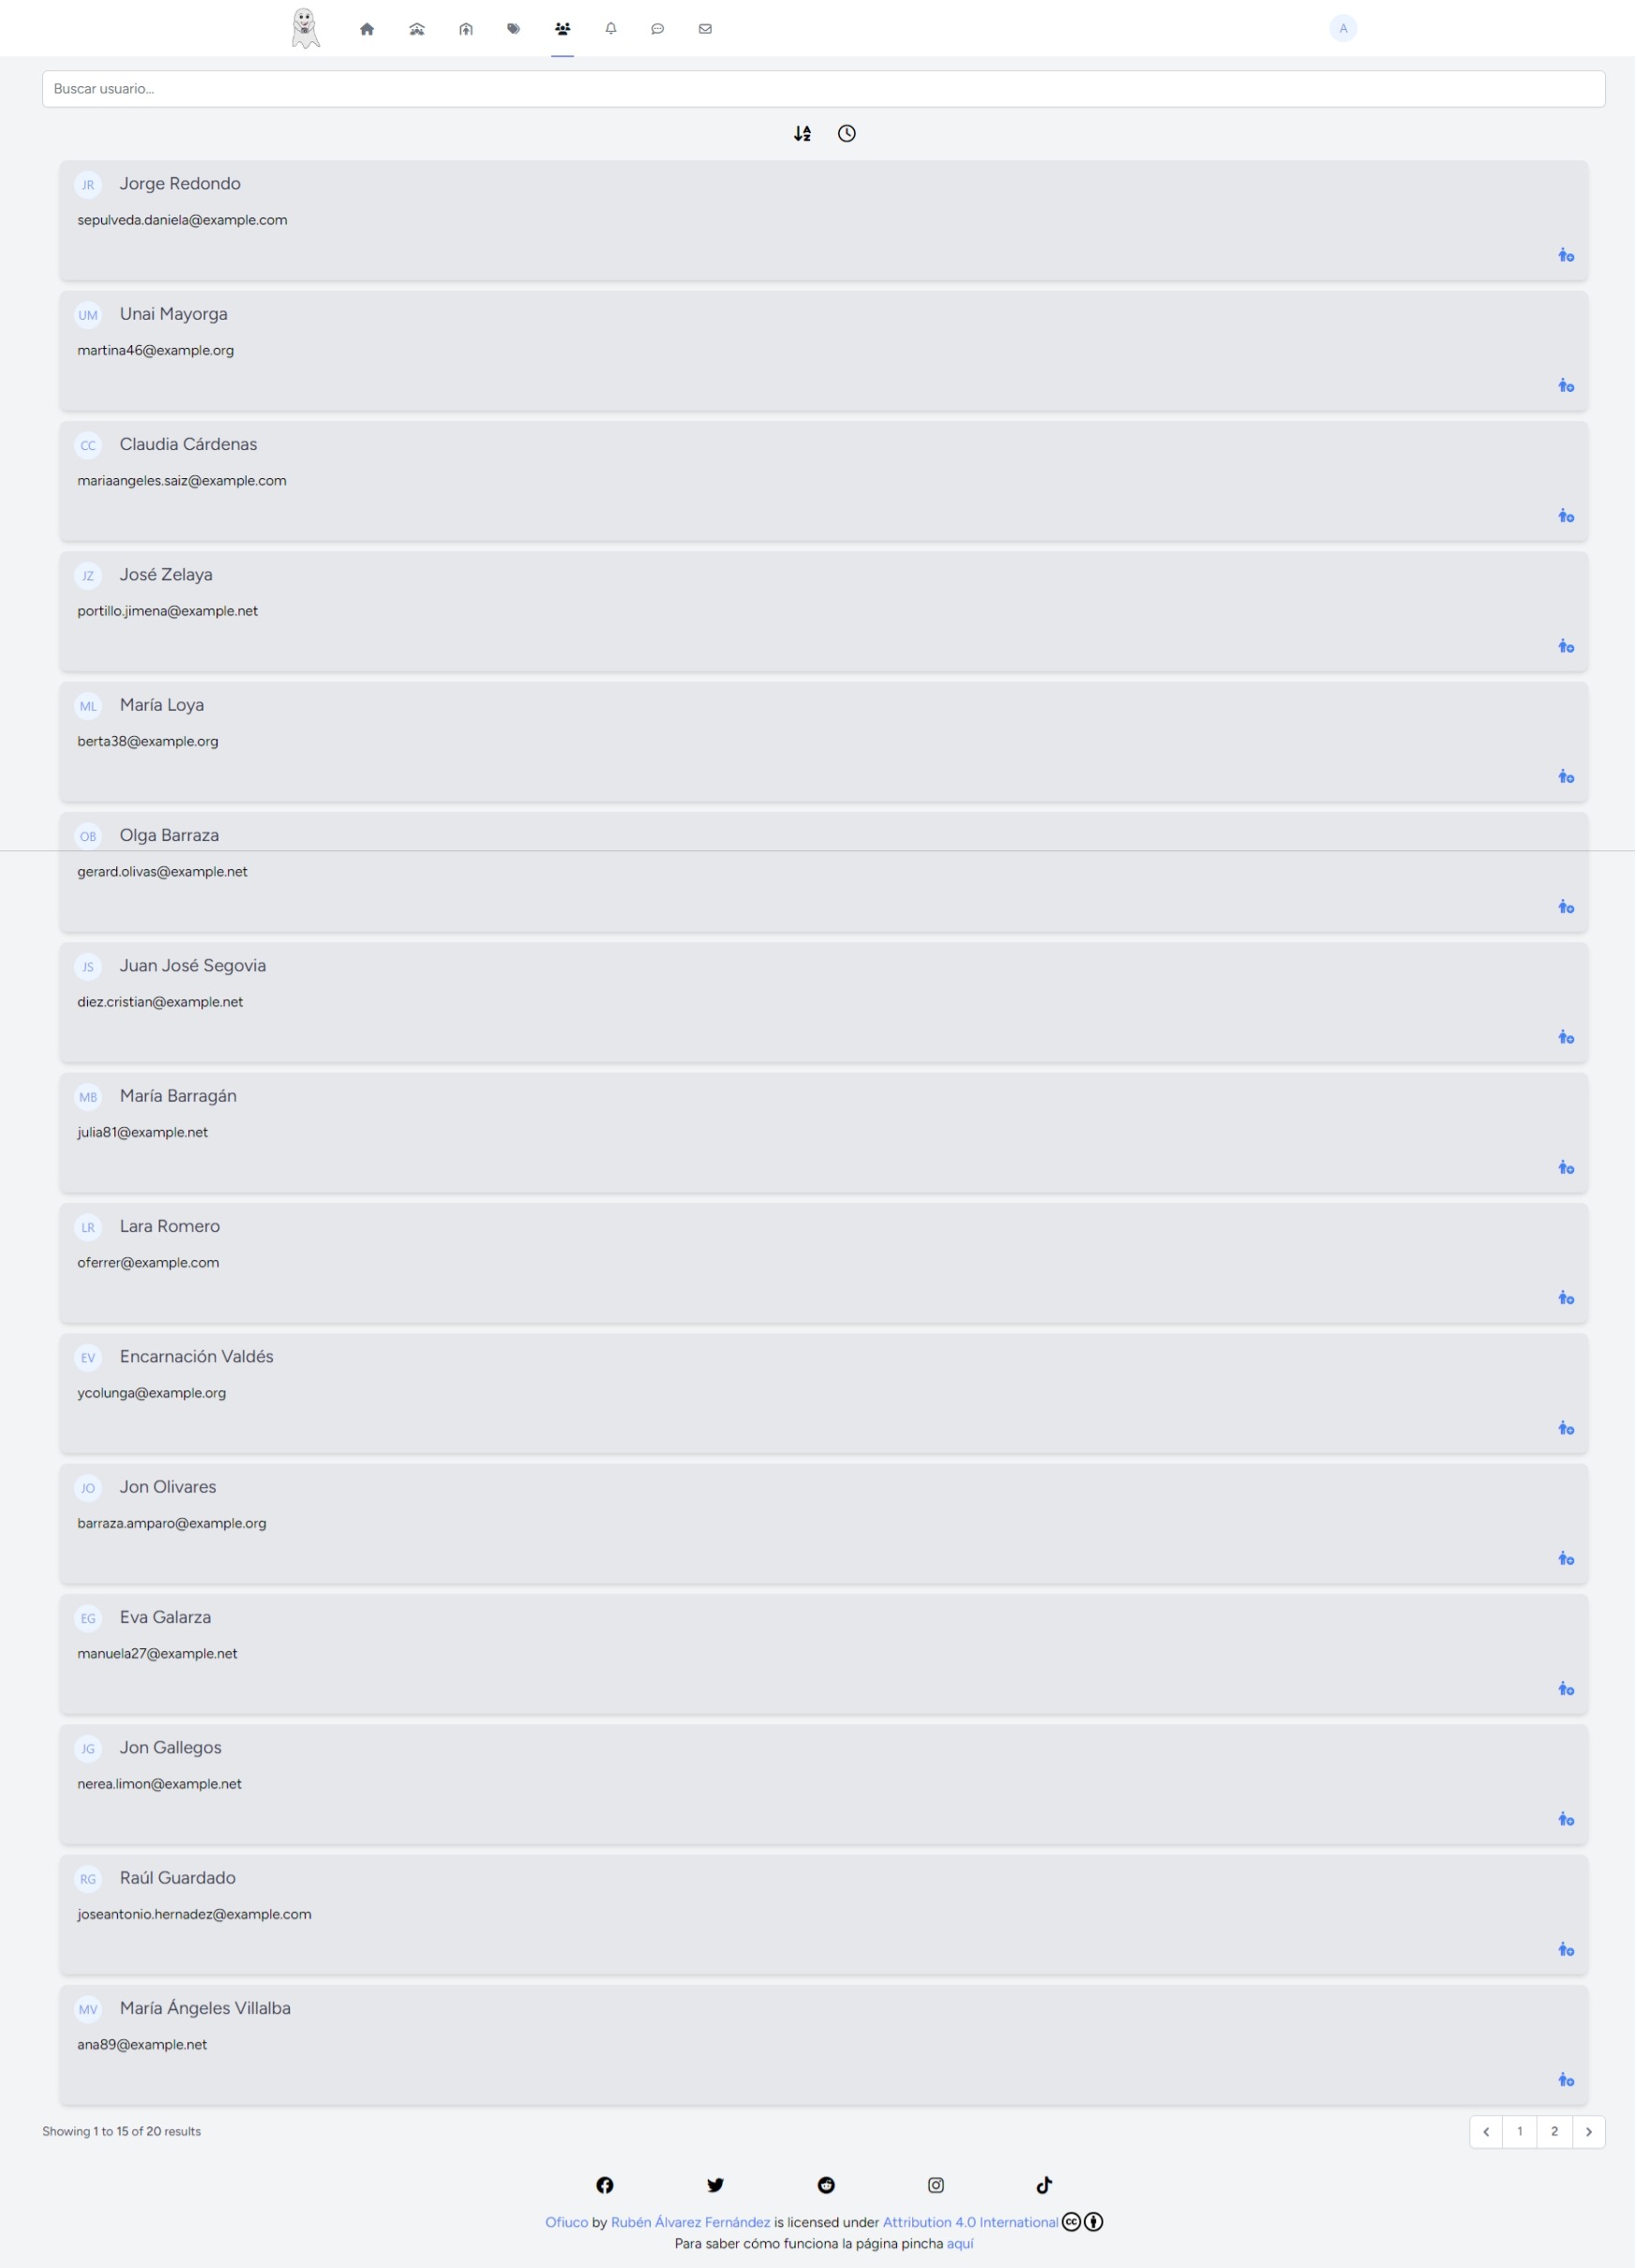 A
Buscar usuario...
JR Jorge Redondo
sepulveda.daniela@example.com
UM Unai Mayorga
martina46@example.org
CC Claudia Cárdenas
mariaangeles.saiz@example.com
JZ José Zelaya
portillo.jimena@example.net
ML María Loya
berta38@example.org
OB Olga Barraza
gerard.olivas@example.net
JS Juan José Segovia
diez.cristian@example.net
MB María Barragán
julia81@example.net
LR Lara Romero
oferrer@example.com
EV Encarnación Valdés
ycolunga@example.org
JO Jon Olivares
barraza.amparo@example.org
EG Eva Galarza
manuela27@example.net
JG Jon Gallegos
nerea.limon@example.net
RG Raúl Guardado
joseantonio.hernadez@example.com
MV María Ángeles Villalba
ana89@example.net
Showing 1 to 15 of 20 results 1 2
Ofiuco by Rubén Álvarez Fernández is licensed under Attribution 4.0 International
Para saber cómo funciona la página pincha aquí